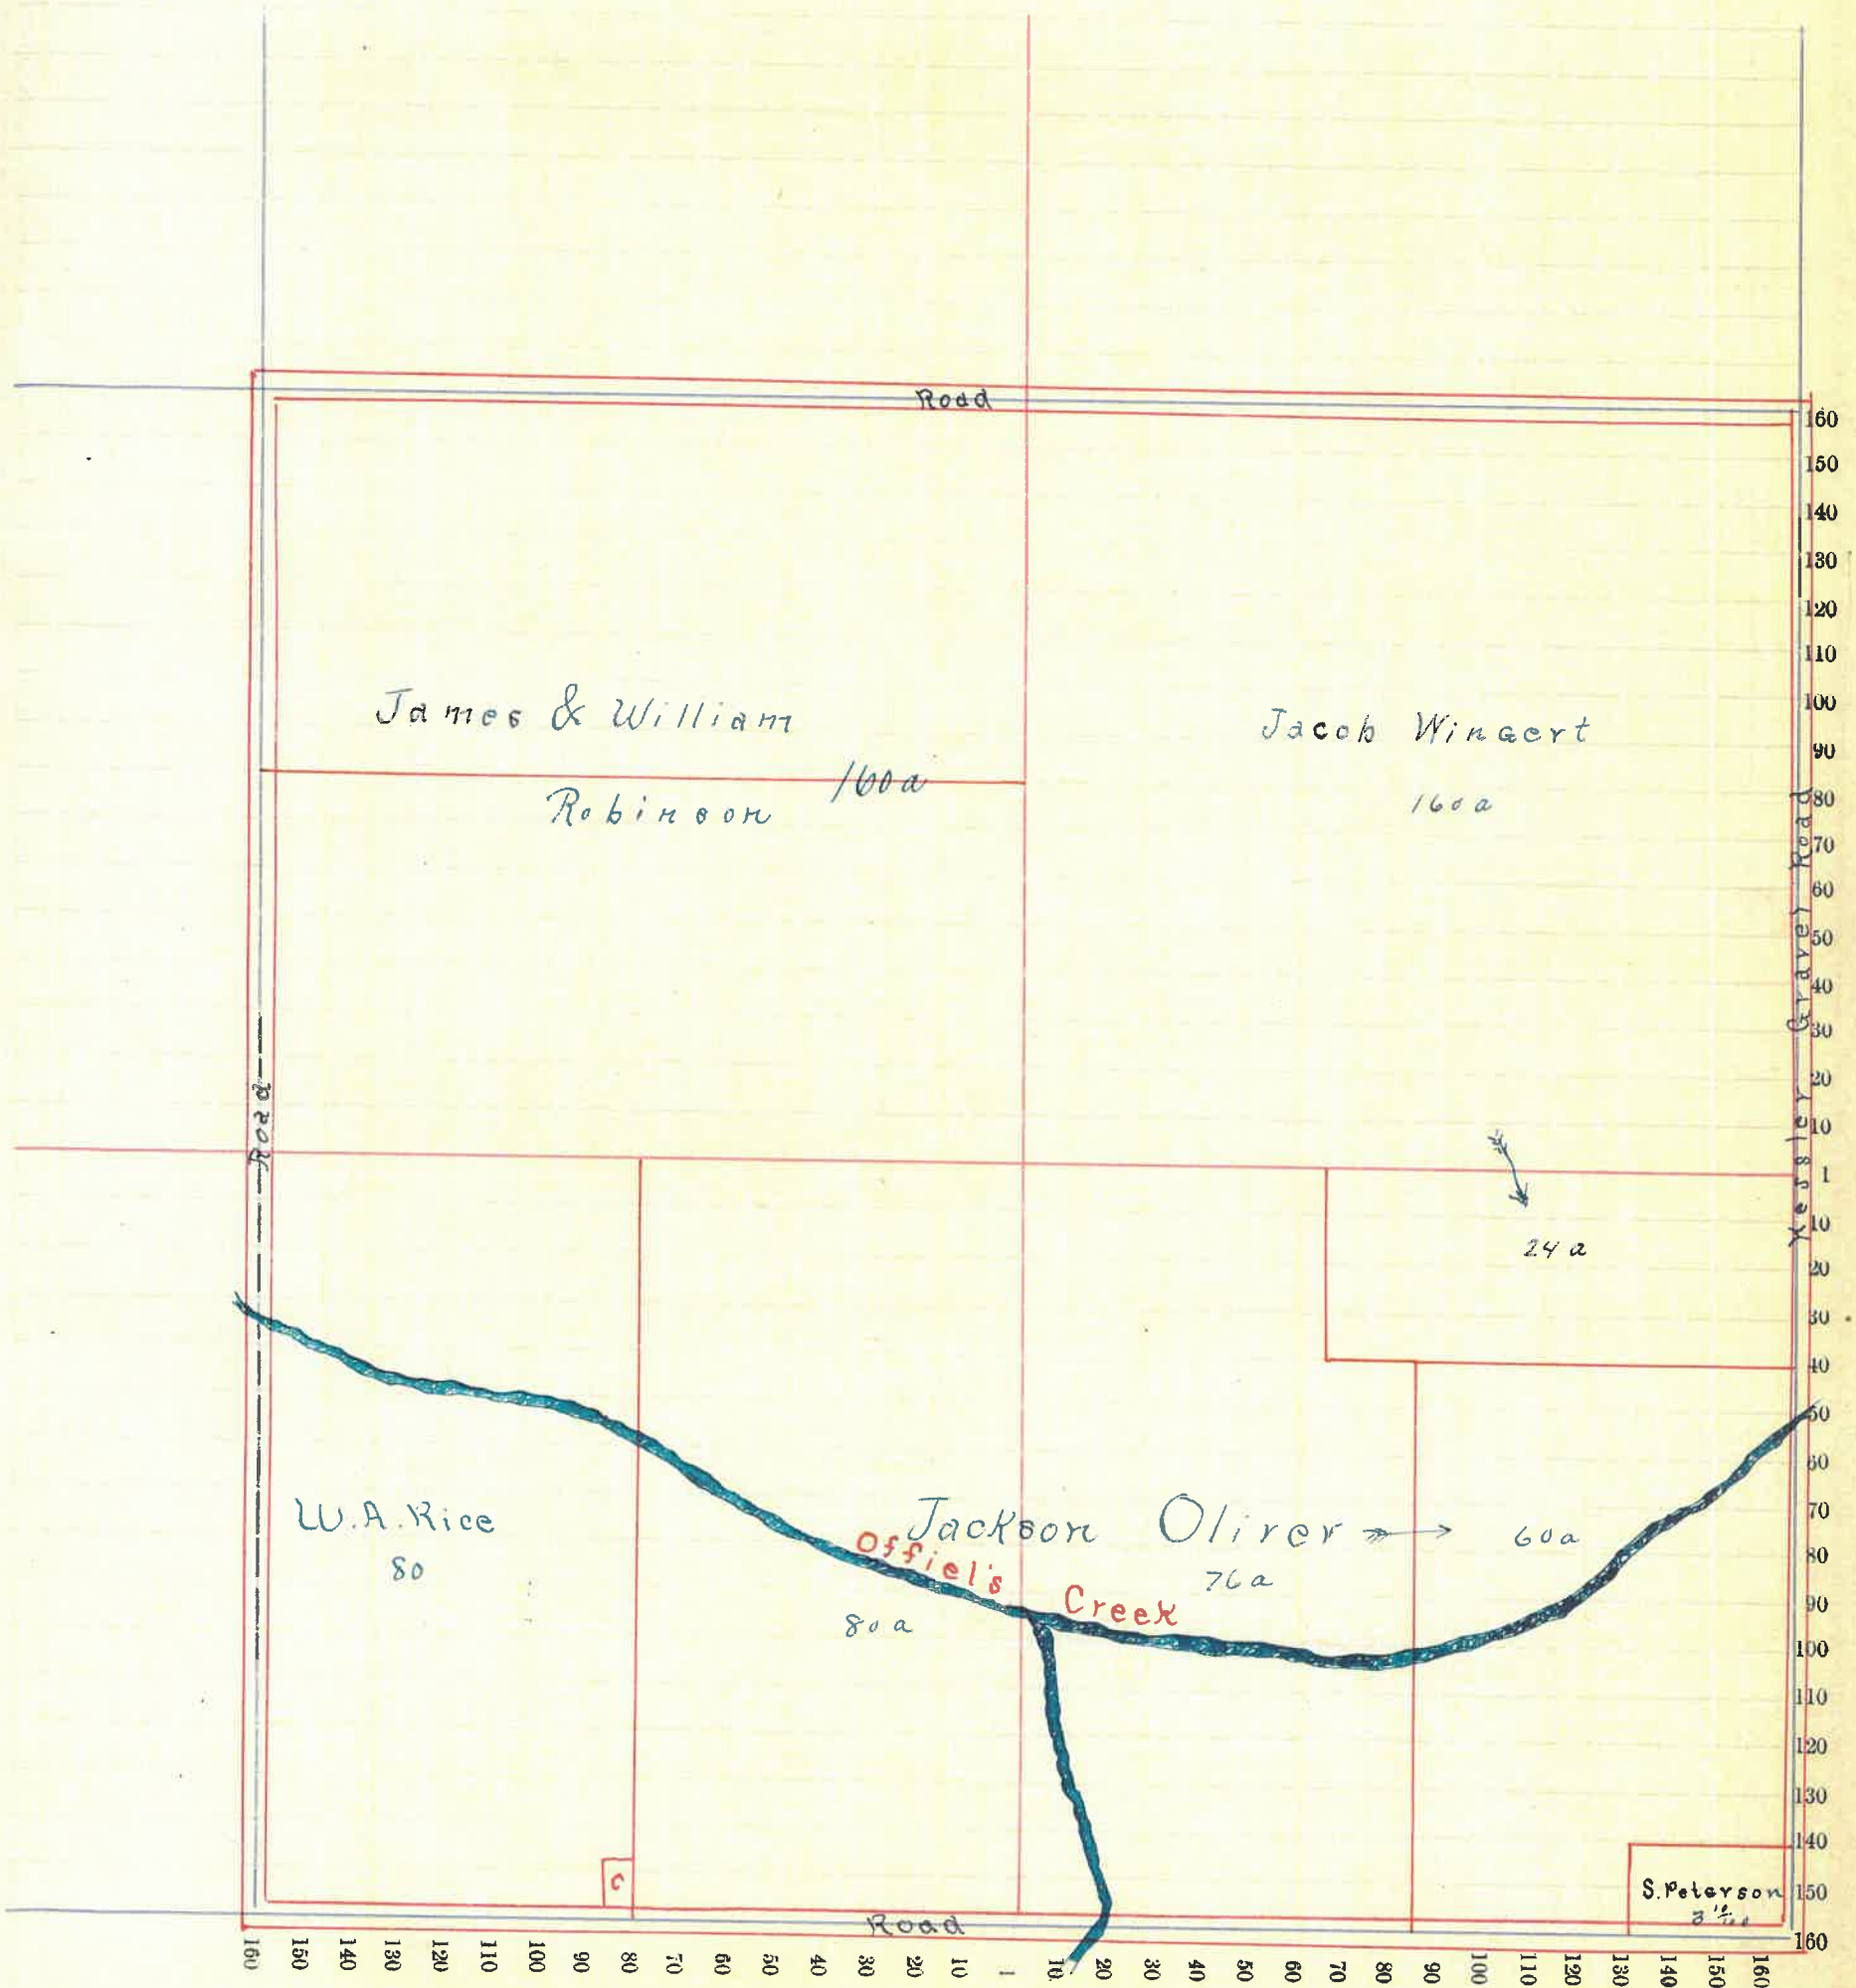 Road
160
150
140
130
120
110
100
90
80
70
60
50
40
30
20
10
1
10
20
30
40
50
60
70
80
90
100
110
120
130
140
150
160
Kessler Gravel Road
James & William
Robinson 160a
Jacob Wingert
160 a
Road
24 a
W.A. Rice
80
Jackson Oliver
60a
76a
Offiel's Creek
80 a
C
S. Peterson
Road
160 150 140 130 120 110 100 90 80 70 60 50 40 30 20 10 1 10 20 30 40 50 60 70 80 90 100 110 120 130 140 150 160